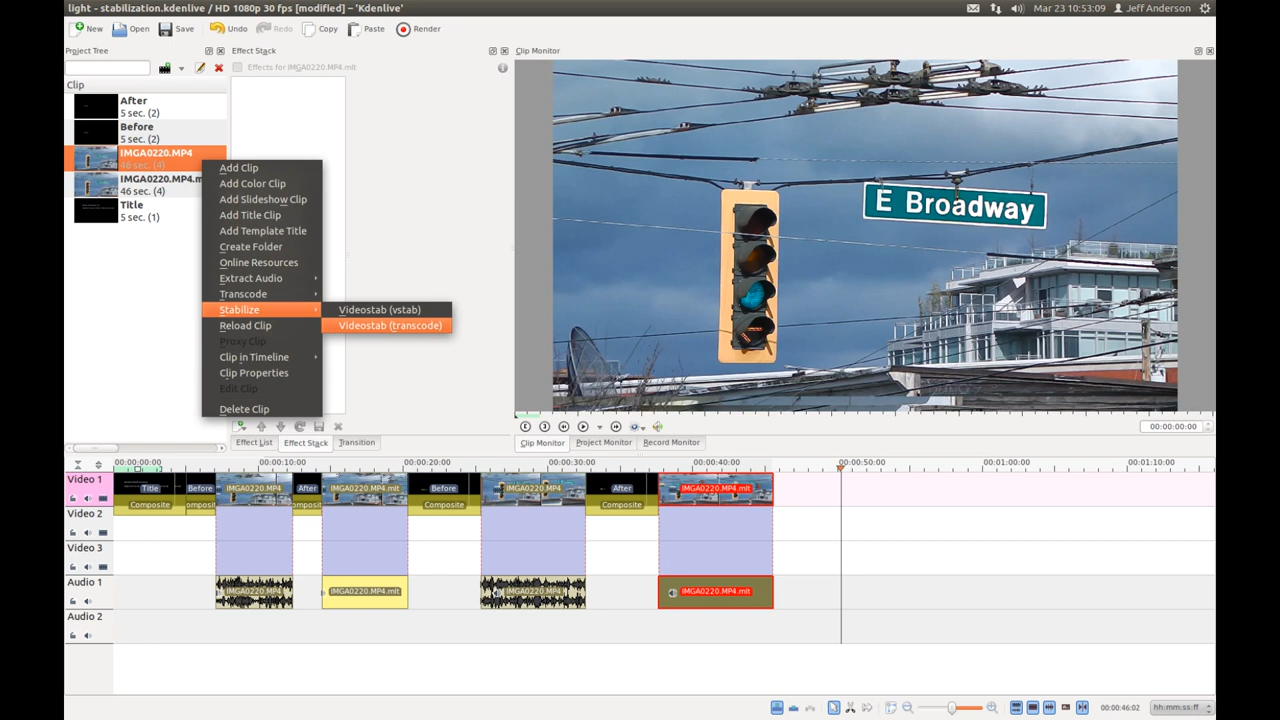 light - stabilization.kdenlive / HD 1080p 30 fps [modified] – 'Kdenlive'
Mar 23 10:53:09 Jeff Anderson
New Open Save Undo Redo Copy Paste Render
Project Tree
Effect Stack
Clip Monitor
Effects for IMGA0220.MP4.mlt
Clip
After
5 sec. (2)
Before
5 sec. (2)
IMGA0220.MP4
46 sec. (4)
IMGA0220.MP4.m
46 sec. (4)
Title
5 sec. (1)
Add Clip
Add Color Clip
Add Slideshow Clip
Add Title Clip
Add Template Title
Create Folder
Online Resources
Extract Audio
Transcode
Stabilize
Reload Clip
Proxy Clip
Clip in Timeline
Clip Properties
Edit Clip
Delete Clip
Videostab (vstab)
Videostab (transcode)
E Broadway
00:00:00:00
Effect List Effect Stack Transition
Clip Monitor Project Monitor Record Monitor
00:00:00:00 00:00:10:00 00:00:20:00 00:00:30:00 00:00:40:00 00:00:50:00 00:01:00:00 00:01:10:00
Video 1
Title Before IMGA0220.MP4 After IMGA0220.MP4.mlt Before IMGA0220.MP4 After IMGA0220.MP4.mlt
Composite omposite omposite Composite Composite
Video 2
Video 3
Audio 1
IMGA0220.MP4 IMGA0220.MP4.mlt IMGA0220.MP4 IMGA0220.MP4.mlt
Audio 2
00:00:46:02 hh:mm:ss:ff